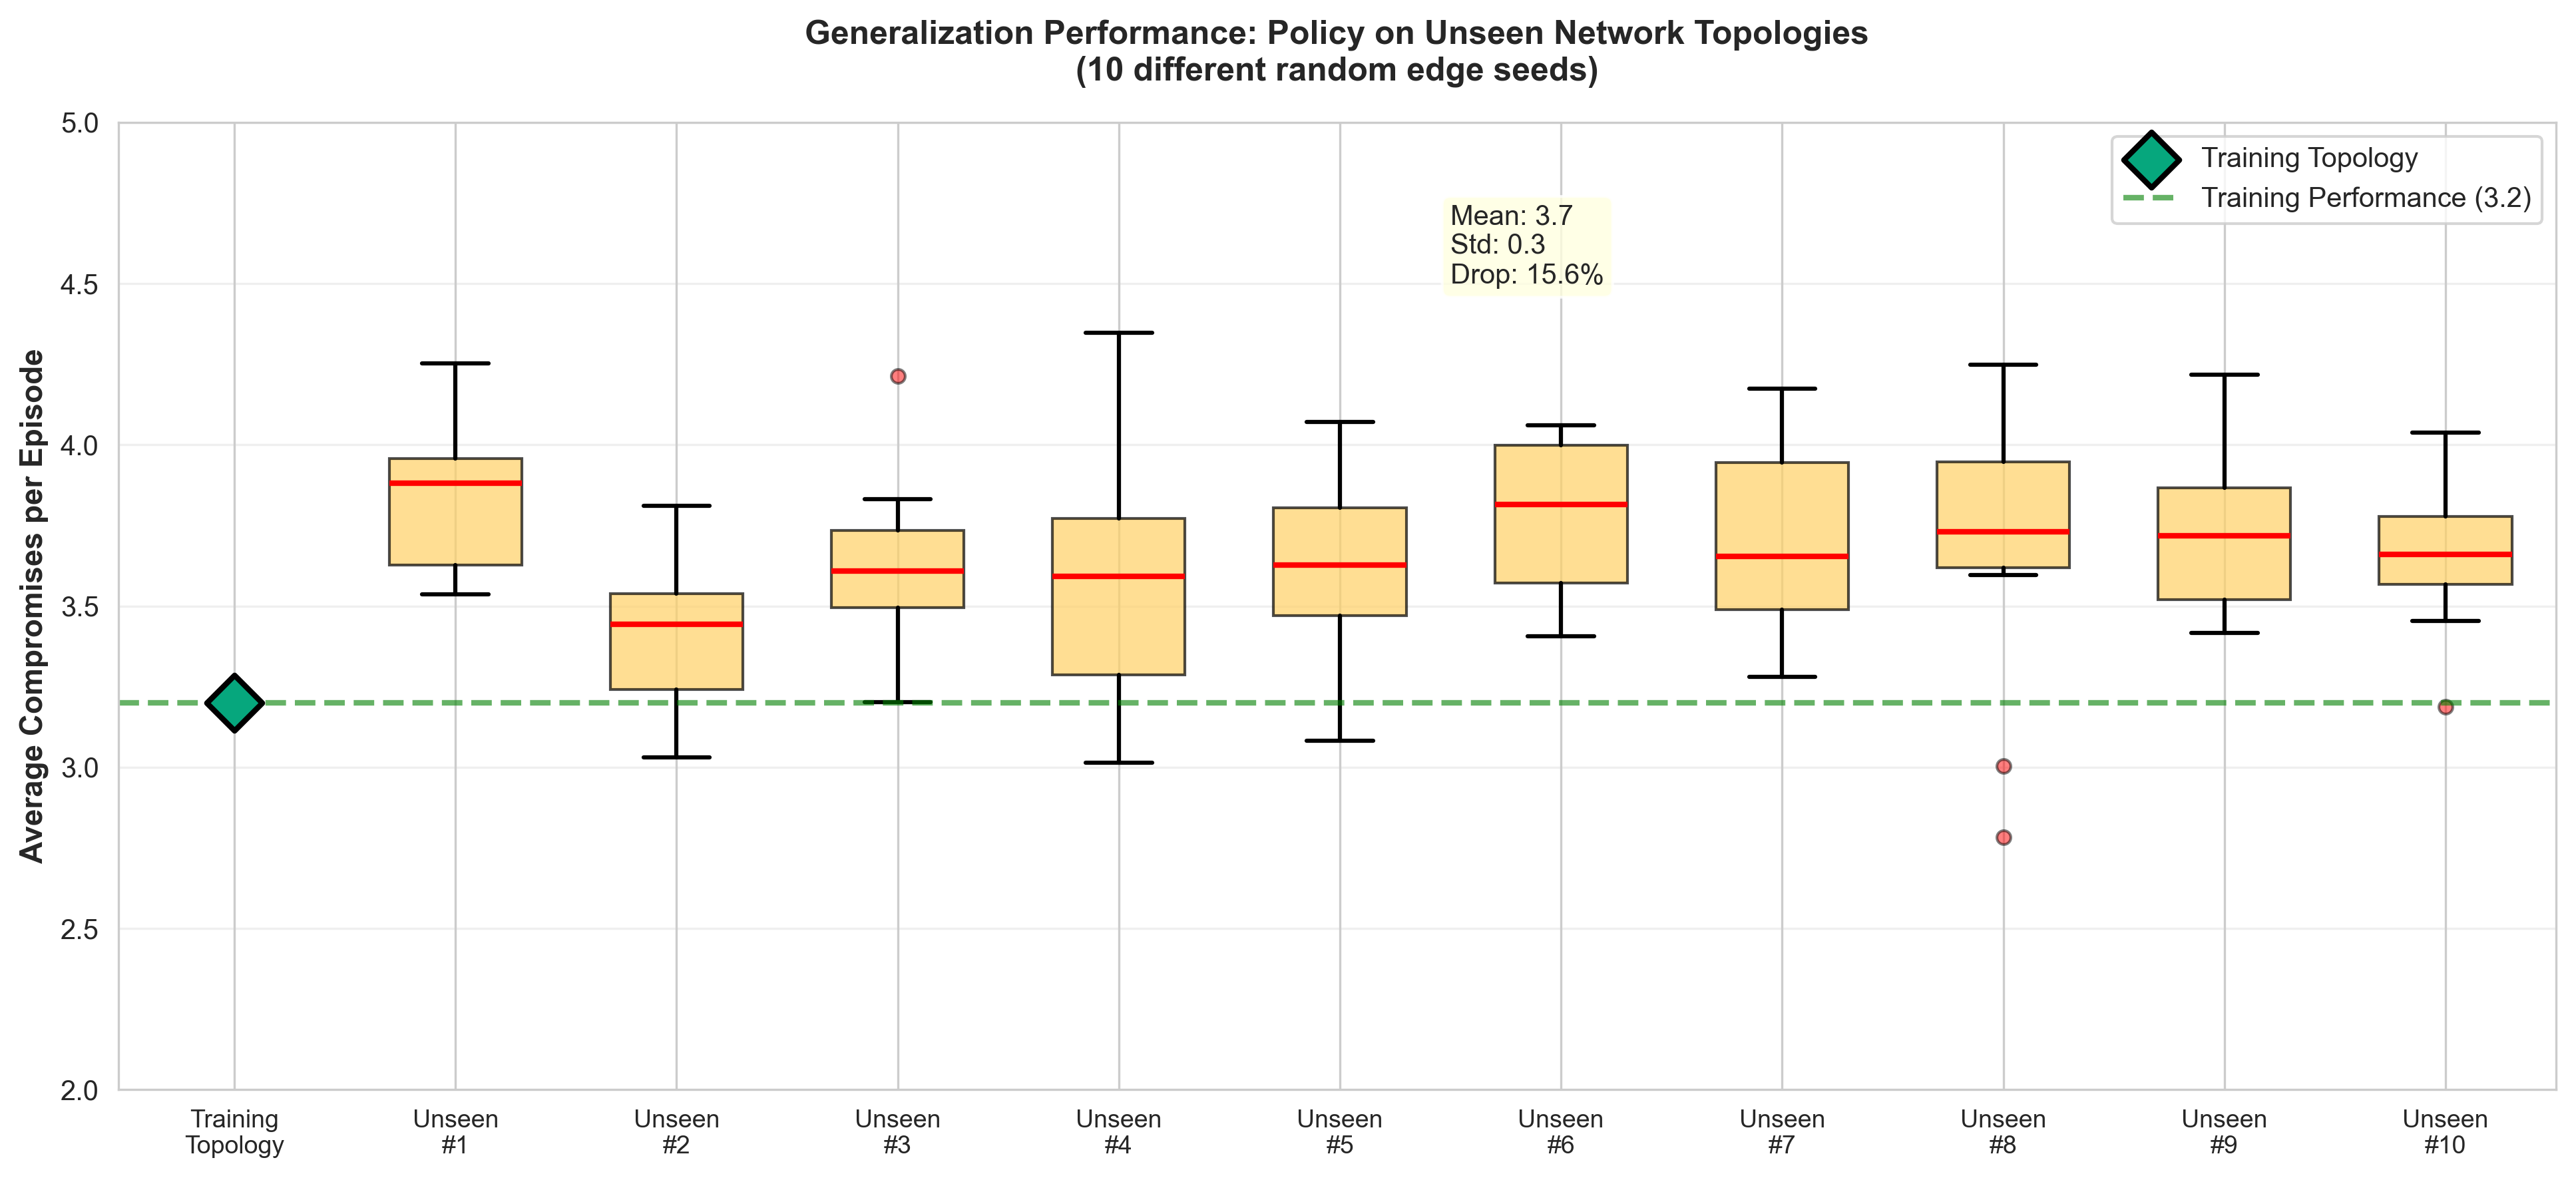 Generalization Performance: Policy on Unseen Network Topologies
(10 different random edge seeds)
Average Compromises per Episode
5.0
4.5
4.0
3.5
3.0
2.5
2.0
Training Topology
Training Performance (3.2)
Mean: 3.7
Std: 0.3
Drop: 15.6%
Training
Topology
Unseen
#1
Unseen
#2
Unseen
#3
Unseen
#4
Unseen
#5
Unseen
#6
Unseen
#7
Unseen
#8
Unseen
#9
Unseen
#10